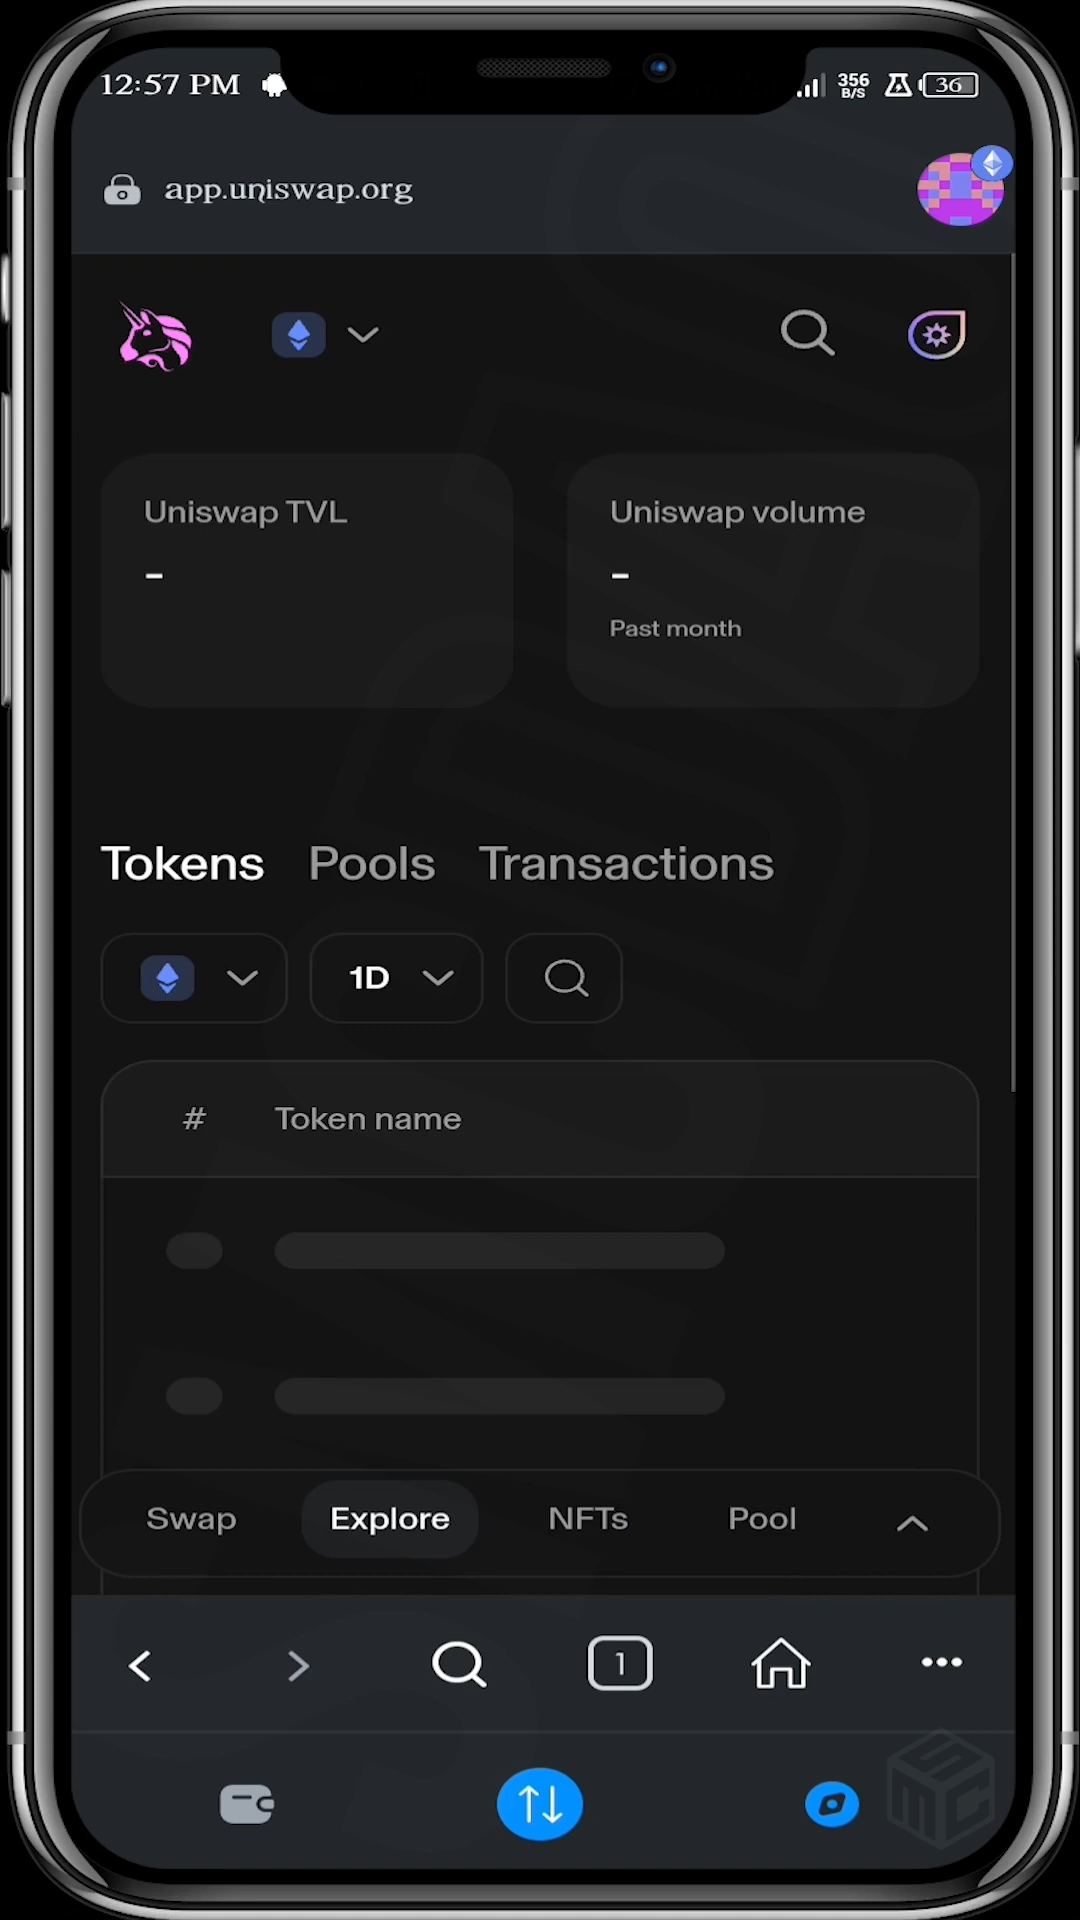 12:57 PM
356
B/S
36
app.uniswap.org
Uniswap TVL
-
Uniswap volume
-
Past month
Tokens Pools Transactions
1D
# Token name
Swap Explore NFTs Pool
1
SMC